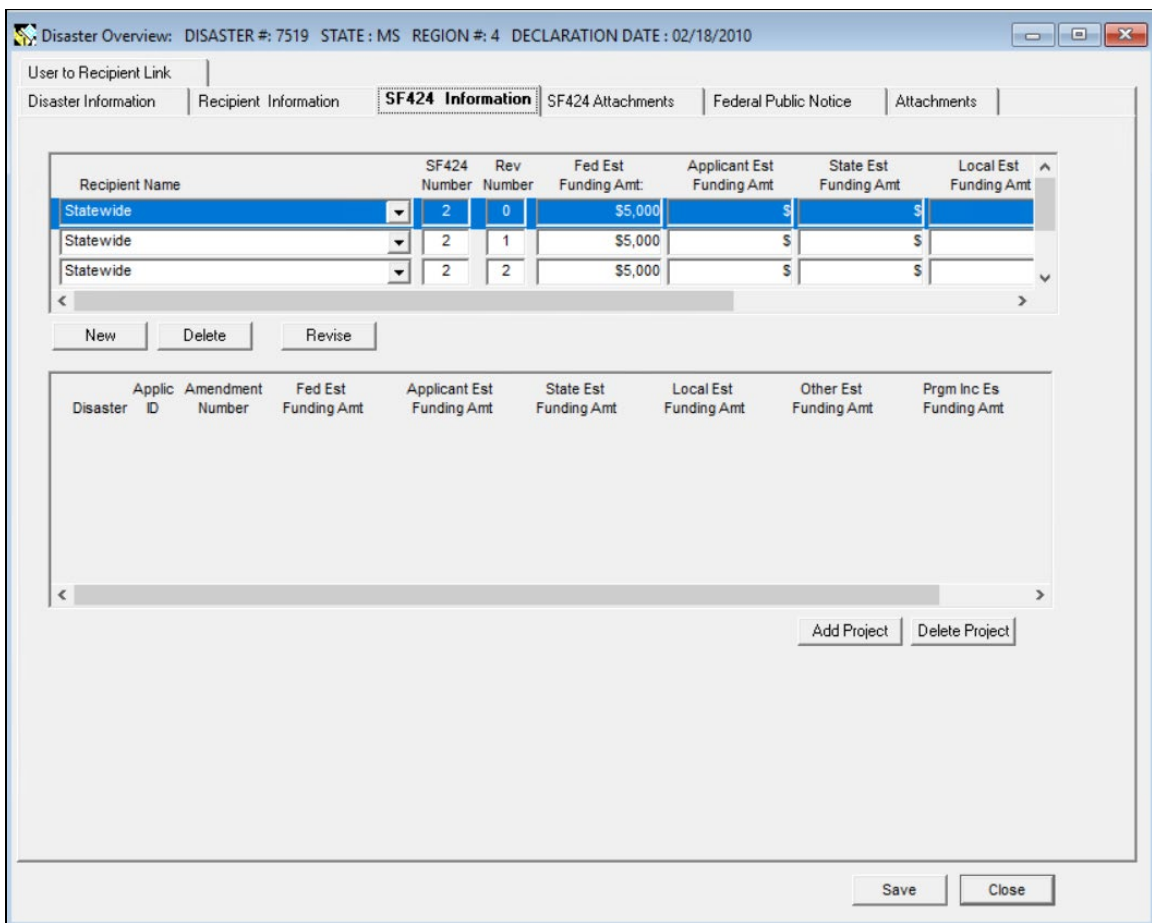 Disaster Overview: DISASTER #: 7519 STATE : MS REGION #: 4 DECLARATION DATE : 02/18/2010
User to Recipient Link
Disaster Information Recipient Information SF424 Information SF424 Attachments Federal Public Notice Attachments
SF424 Rev Fed Est Applicant Est State Est Local Est
Recipient Name Number Number Funding Amt: Funding Amt Funding Amt Funding Amt
Statewide 2 0 $5,000 $ $
Statewide 2 1 $5,000 $ $
Statewide 2 2 $5,000 $ $
New Delete Revise
Applic Amendment Fed Est Applicant Est State Est Local Est Other Est Prgm Inc Es
Disaster ID Number Funding Amt Funding Amt Funding Amt Funding Amt Funding Amt Funding Amt
Add Project Delete Project
Save Close